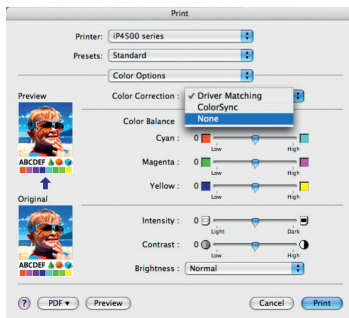 Print
Printer: iP4500 series
Presets: Standard
Color Options
Preview
Color Correction : ✓ Driver Matching
ColorSync
None
Color Balance
Cyan : 0
Low High
ABCDEF
Magenta : 0
Low High
Yellow : 0
Low High
Original
Intensity : 0
Light Dark
Contrast : 0
Low High
ABCDEF
Brightness : Normal
? PDF ▼ Preview Cancel Print